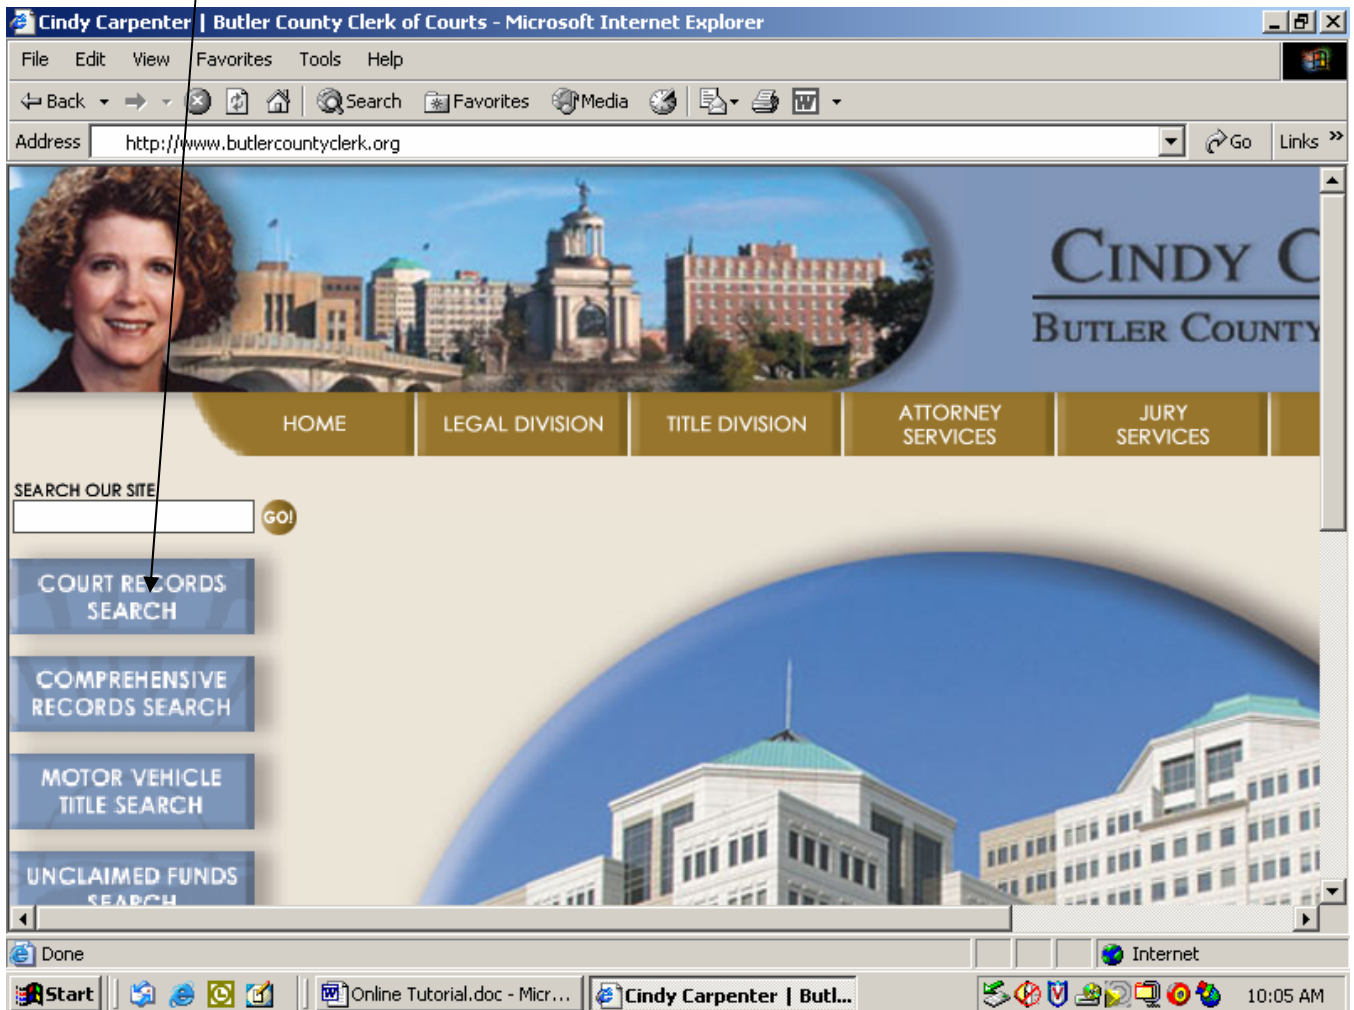 Cindy Carpenter | Butler County Clerk of Courts - Microsoft Internet Explorer
File Edit View Favorites Tools Help
Back Search Favorites Media W
Address http://www.butlercountyclerk.org Go Links »
CINDY C
BUTLER COUNTY
HOME LEGAL DIVISION TITLE DIVISION ATTORNEY SERVICES JURY SERVICES
SEARCH OUR SITE
GO!
COURT RECORDS
SEARCH
COMPREHENSIVE
RECORDS SEARCH
MOTOR VEHICLE
TITLE SEARCH
UNCLAIMED FUNDS
SEARCH
Done Internet
Start Online Tutorial.doc - Micr... Cindy Carpenter | Butl... 10:05 AM